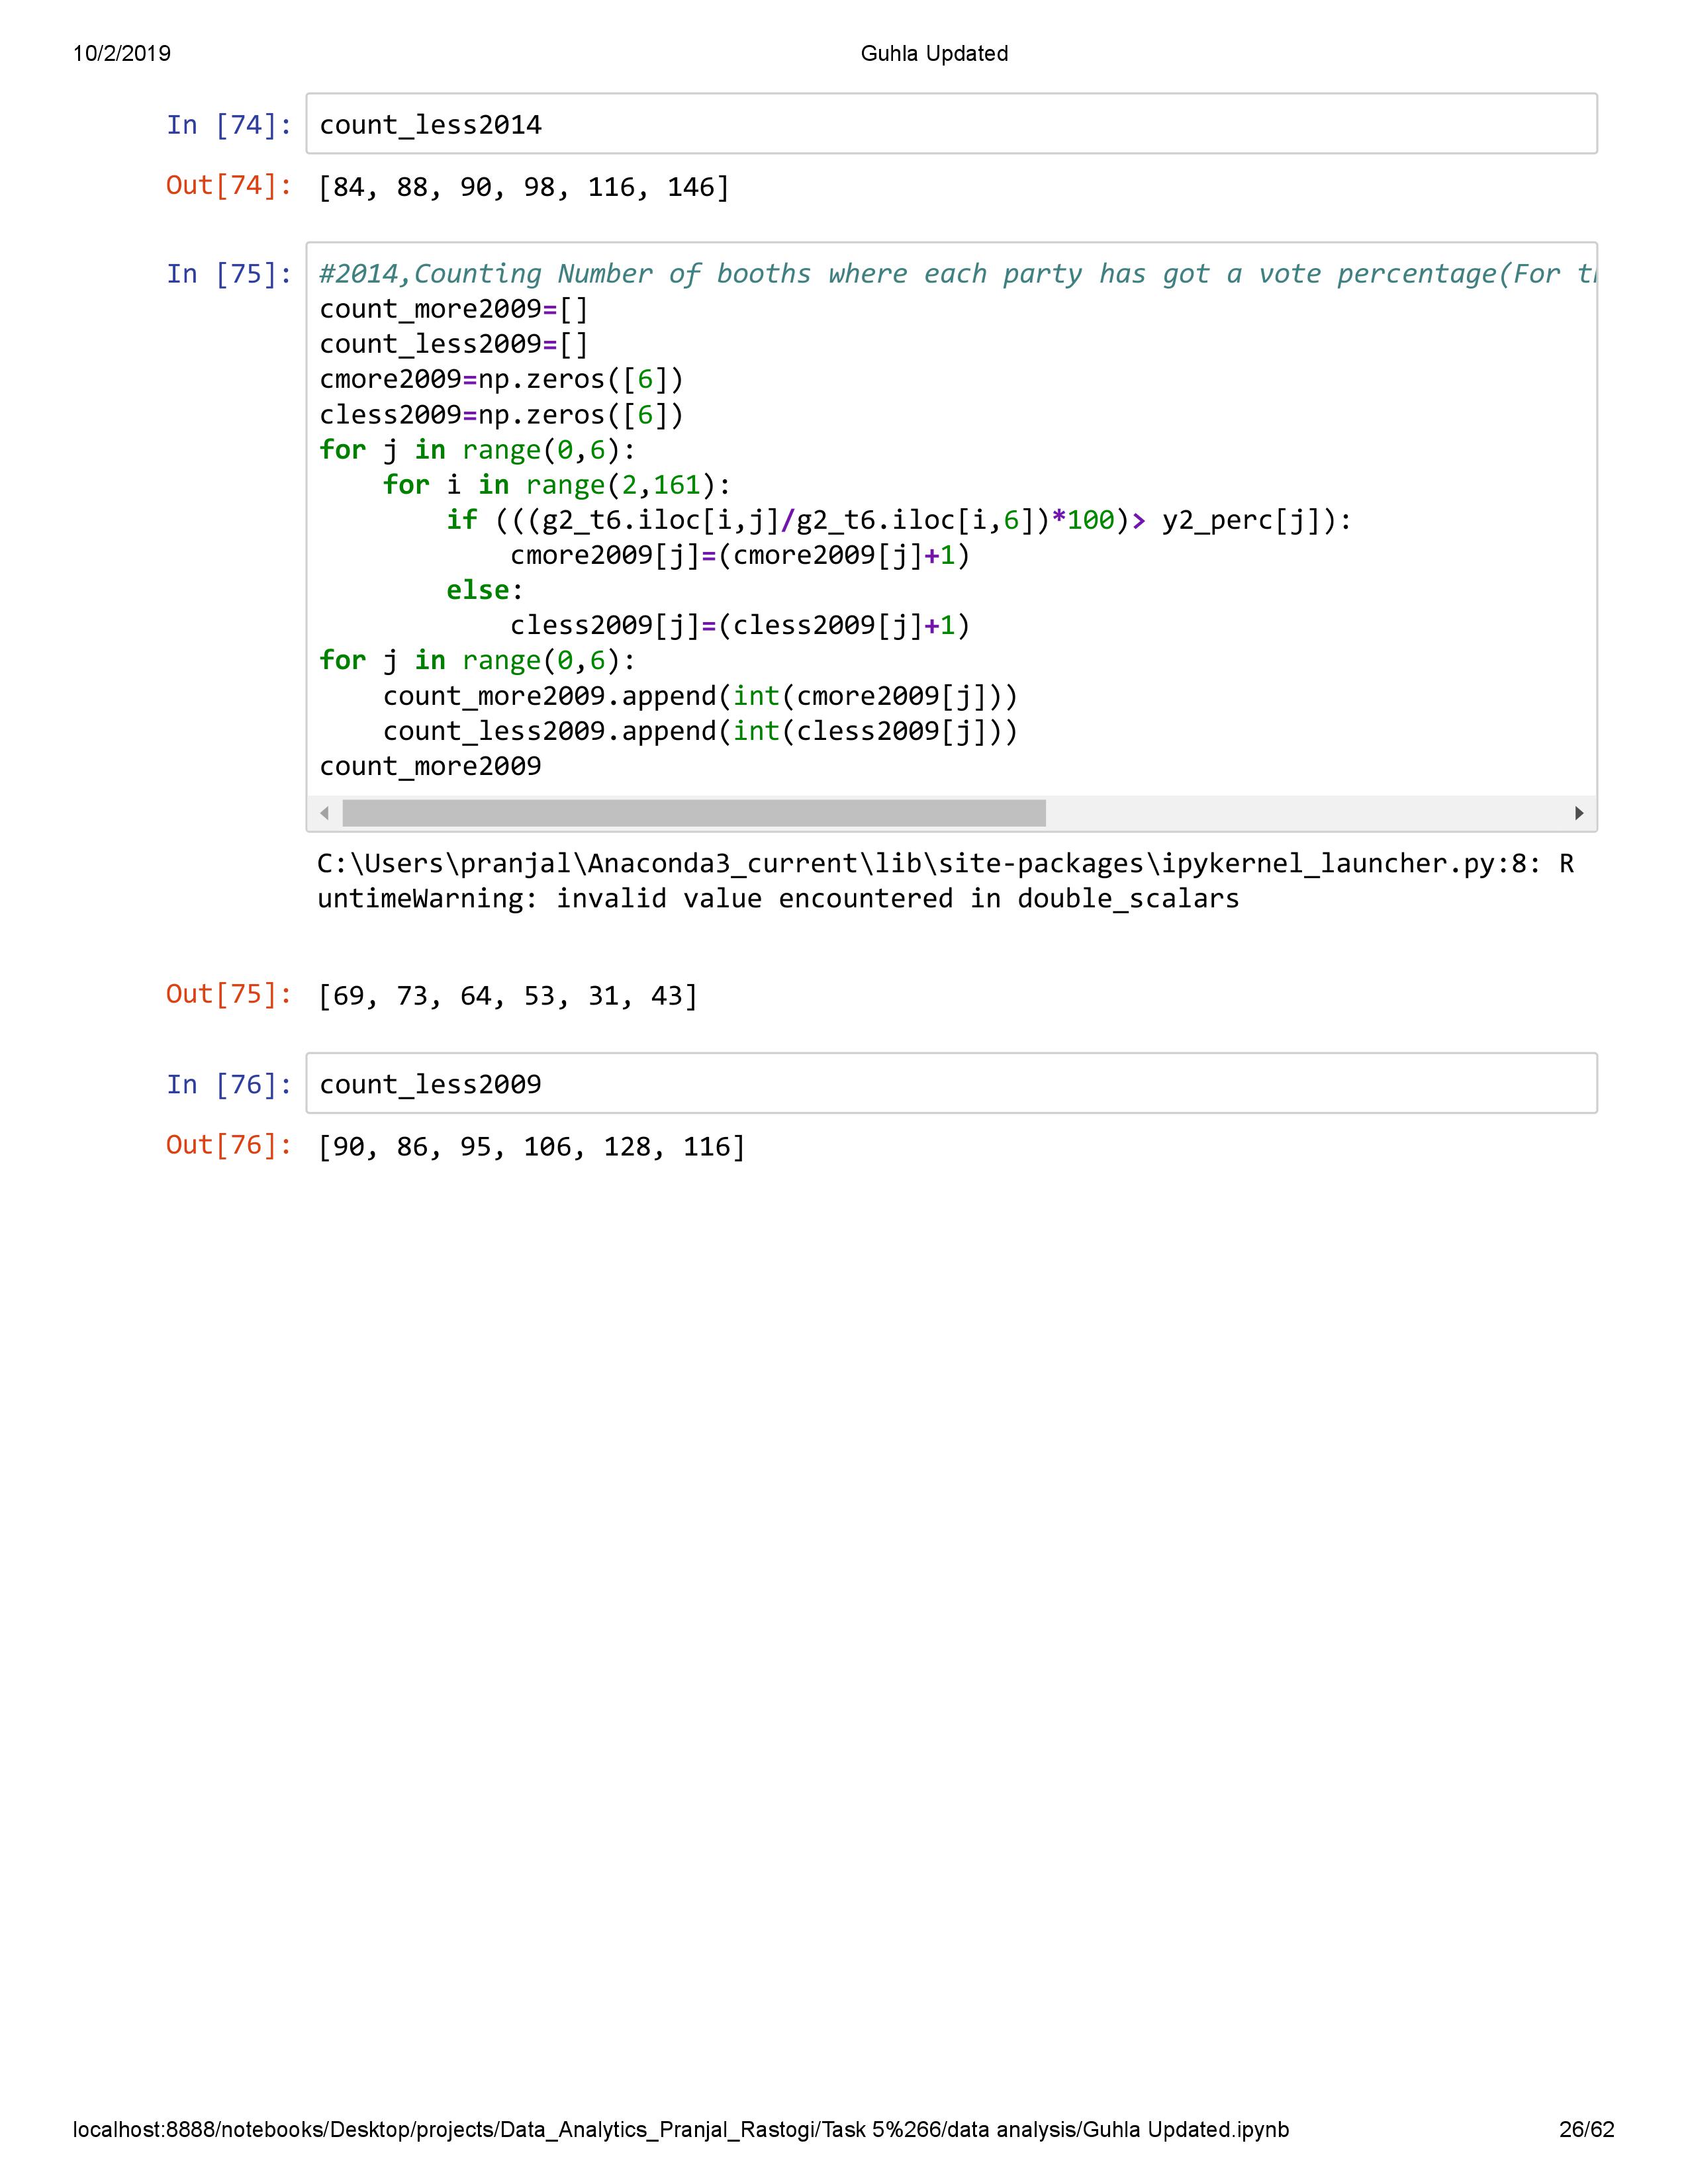 10/2/2019 Guhla Updated
In [74]: count_less2014
Out[74]: [84, 88, 90, 98, 116, 146]
In [75]: #2014,Counting Number of booths where each party has got a vote percentage(For
count_more2009=[]
count_less2009=[]
cmore2009=np.zeros([6])
cless2009=np.zeros([6])
for j in range(0,6):
    for i in range(2,161):
        if (((g2_t6.iloc[i,j]/g2_t6.iloc[i,6])*100)> y2_perc[j]):
            cmore2009[j]=(cmore2009[j]+1)
        else:
            cless2009[j]=(cless2009[j]+1)
for j in range(0,6):
    count_more2009.append(int(cmore2009[j]))
    count_less2009.append(int(cless2009[j]))
count_more2009
C:\Users\pranjal\Anaconda3_current\lib\site-packages\ipykernel_launcher.py:8: R
untimeWarning: invalid value encountered in double_scalars
Out[75]: [69, 73, 64, 53, 31, 43]
In [76]: count_less2009
Out[76]: [90, 86, 95, 106, 128, 116]
localhost:8888/notebooks/Desktop/projects/Data_Analytics_Pranjal_Rastogi/Task 5%266/data analysis/Guhla Updated.ipynb 26/62